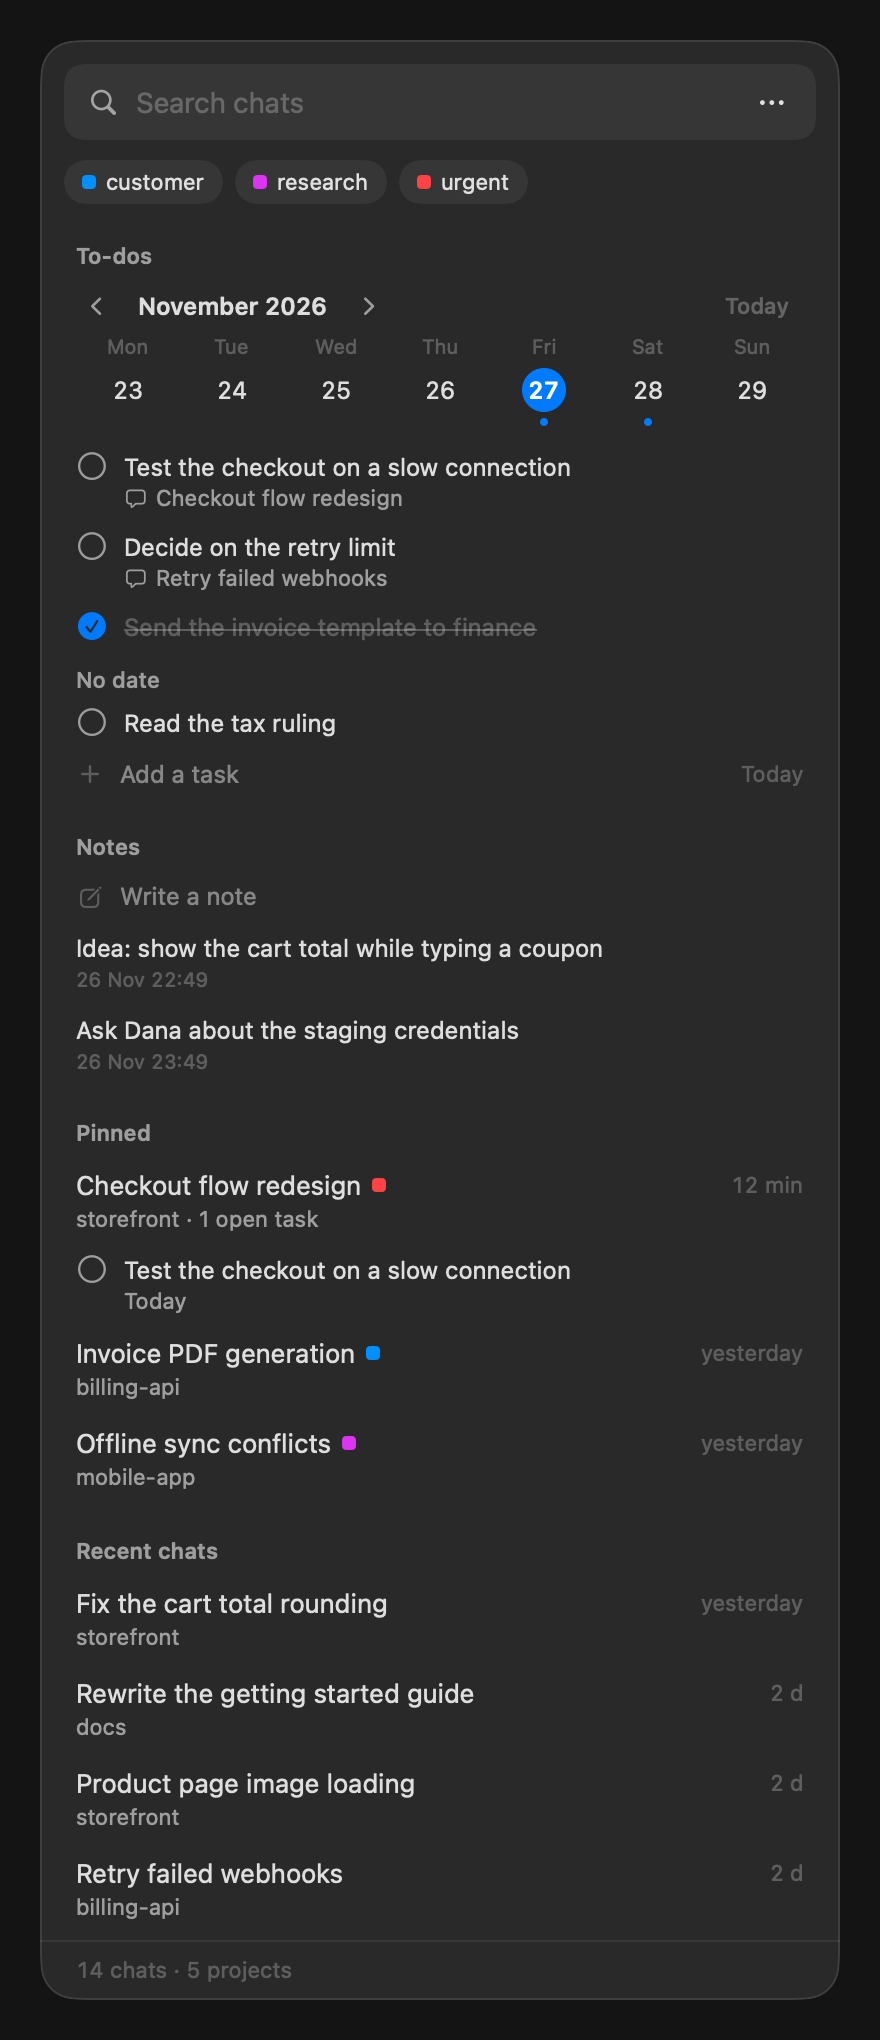 Search chats
customer research urgent
To-dos
November 2026 Today
Mon Tue Wed Thu Fri Sat Sun
23 24 25 26 27 28 29
Test the checkout on a slow connection
Checkout flow redesign
Decide on the retry limit
Retry failed webhooks
Send the invoice template to finance
No date
Read the tax ruling
Add a task Today
Notes
Write a note
Idea: show the cart total while typing a coupon
26 Nov 22:49
Ask Dana about the staging credentials
26 Nov 23:49
Pinned
Checkout flow redesign 12 min
storefront · 1 open task
Test the checkout on a slow connection
Today
Invoice PDF generation yesterday
billing-api
Offline sync conflicts yesterday
mobile-app
Recent chats
Fix the cart total rounding yesterday
storefront
Rewrite the getting started guide 2 d
docs
Product page image loading 2 d
storefront
Retry failed webhooks 2 d
billing-api
14 chats · 5 projects